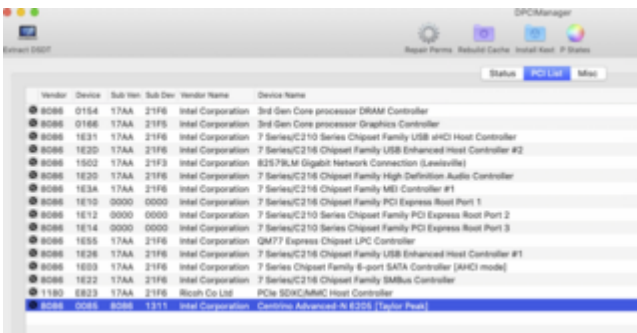 DPCIManager
Extract DSDT
Repair Perms Rebuild Cache Install Kext P States
Status PCI List Misc
Vendor Device Sub Ven Sub Dev Vendor Name Device Name
8086 0154 17AA 21F6 Intel Corporation 3rd Gen Core processor DRAM Controller
8086 0166 17AA 21F5 Intel Corporation 3rd Gen Core processor Graphics Controller
8086 1E31 17AA 21F6 Intel Corporation 7 Series/C210 Series Chipset Family USB xHCI Host Controller
8086 1E2D 17AA 21F6 Intel Corporation 7 Series/C216 Chipset Family USB Enhanced Host Controller #2
8086 1502 17AA 21F3 Intel Corporation 82579LM Gigabit Network Connection (Lewisville)
8086 1E20 17AA 21F6 Intel Corporation 7 Series/C216 Chipset Family High Definition Audio Controller
8086 1E3A 17AA 21F6 Intel Corporation 7 Series/C216 Chipset Family MEI Controller #1
8086 1E10 0000 0000 Intel Corporation 7 Series/C216 Chipset Family PCI Express Root Port 1
8086 1E12 0000 0000 Intel Corporation 7 Series/C210 Series Chipset Family PCI Express Root Port 2
8086 1E14 0000 0000 Intel Corporation 7 Series/C210 Series Chipset Family PCI Express Root Port 3
8086 1E55 17AA 21F6 Intel Corporation QM77 Express Chipset LPC Controller
8086 1E26 17AA 21F6 Intel Corporation 7 Series/C216 Chipset Family USB Enhanced Host Controller #1
8086 1E03 17AA 21F6 Intel Corporation 7 Series Chipset Family 6-port SATA Controller [AHCI mode]
8086 1E22 17AA 21F6 Intel Corporation 7 Series/C216 Chipset Family SMBus Controller
1180 E823 17AA 21F6 Ricoh Co Ltd PCIe SDXC/MMC Host Controller
8086 0085 8086 1311 Intel Corporation Centrino Advanced-N 6205 [Taylor Peak]